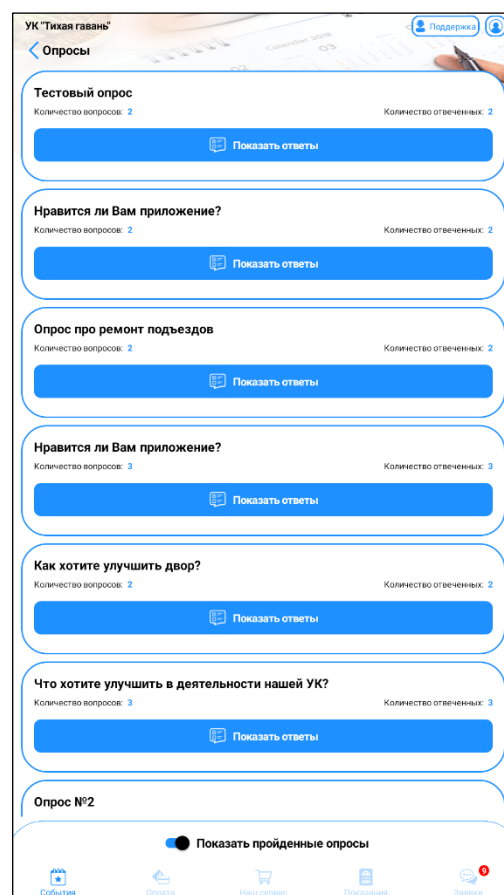 УК "Тихая гавань"
Поддержка
Опросы
Calendar 2019
02
03
Тестовый опрос
Количество вопросов: 2
Количество отвеченных: 2
Показать ответы
Нравится ли Вам приложение?
Количество вопросов: 2
Количество отвеченных: 2
Показать ответы
Опрос про ремонт подъездов
Количество вопросов: 2
Количество отвеченных: 2
Показать ответы
Нравится ли Вам приложение?
Количество вопросов: 3
Количество отвеченных: 3
Показать ответы
Как хотите улучшить двор?
Количество вопросов: 2
Количество отвеченных: 2
Показать ответы
Что хотите улучшить в деятельности нашей УК?
Количество вопросов: 3
Количество отвеченных: 3
Показать ответы
Опрос №2
Показать пройденные опросы
9
События
Оплата
Наш сервис
Показания
Заявки